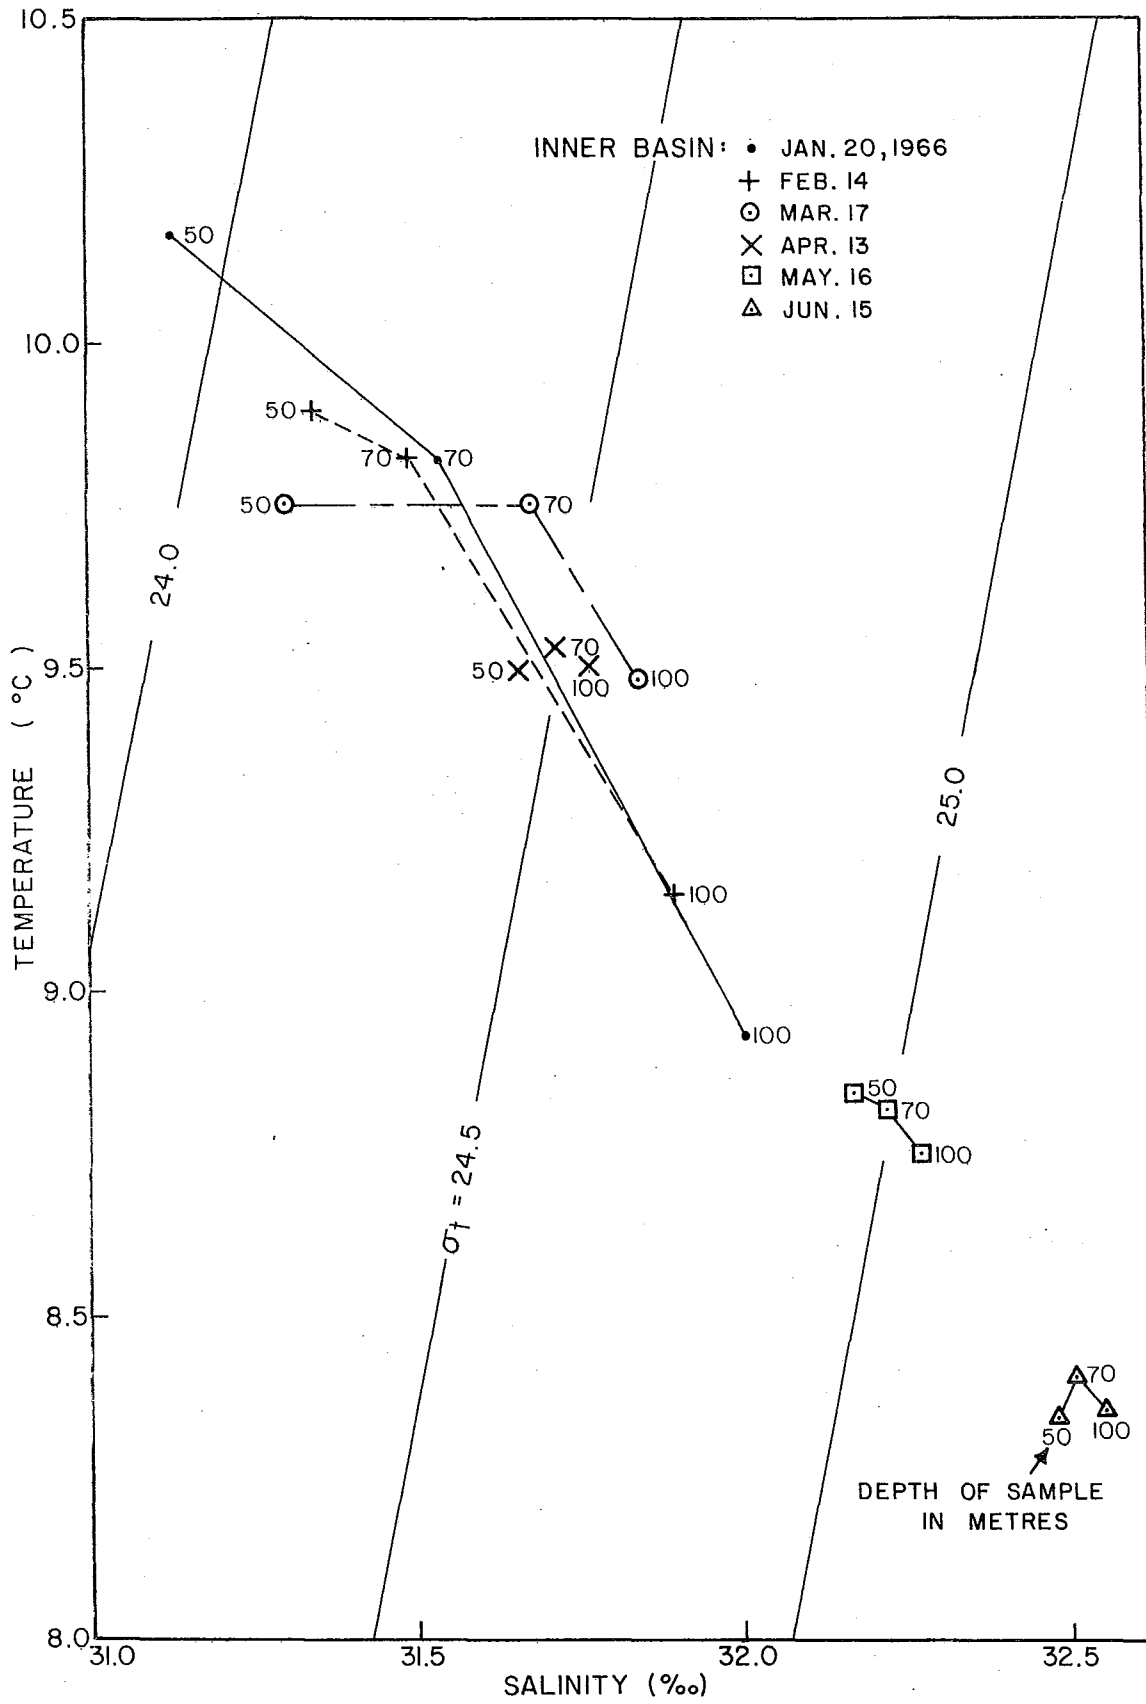 10.5
INNER BASIN: • JAN. 20, 1966
+ FEB. 14
⊙ MAR. 17
× APR. 13
⊡ MAY. 16
△ JUN. 15
50
10.0
50
70
70
50
70
24.0
9.5
50
70
100
100
TEMPERATURE (°C)
25.0
100
9.0
100
50
70
100
σt = 24.5
8.5
70
50
100
DEPTH OF SAMPLE
IN METRES
8.0
31.0
31.5
32.0
32.5
SALINITY (‰)